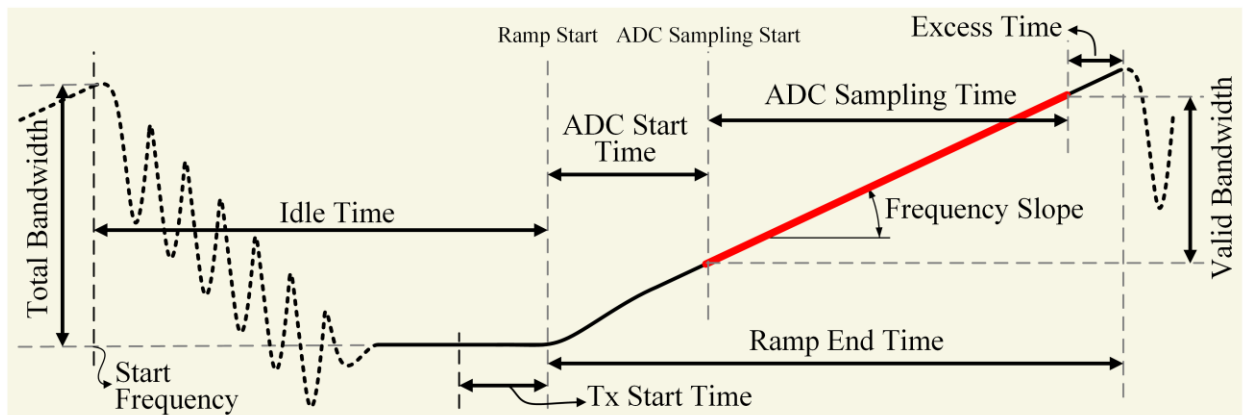 Ramp Start
ADC Sampling Start
Excess Time
ADC Sampling Time
ADC Start
Time
Total Bandwidth
Idle Time
Frequency Slope
Valid Bandwidth
Ramp End Time
Start
Frequency
Tx Start Time